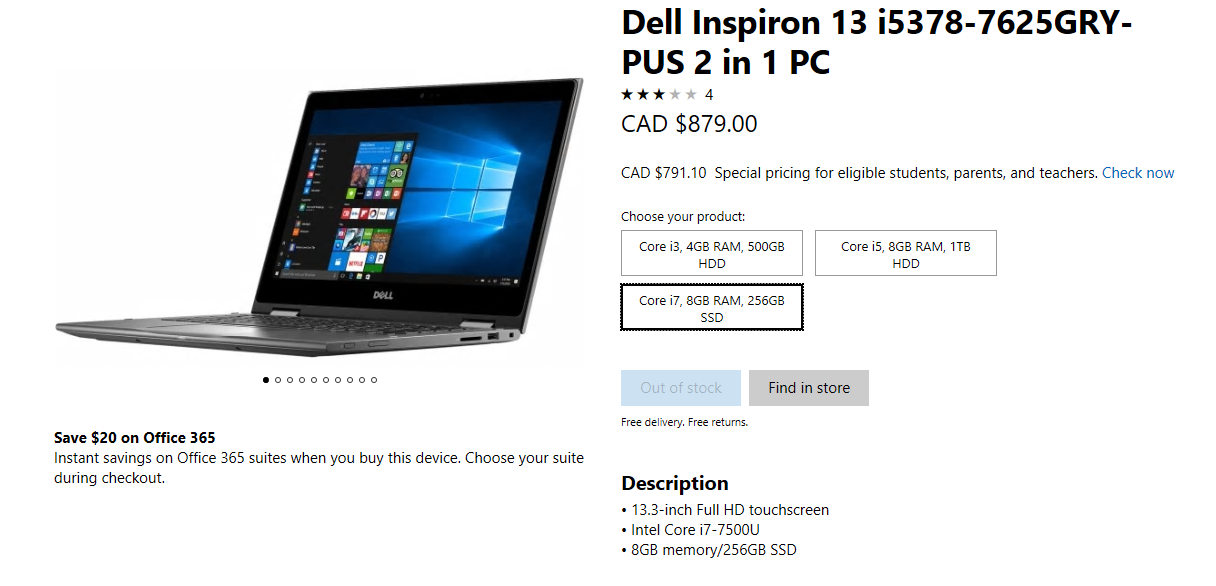 Dell Inspiron 13 i5378-7625GRY-
PUS 2 in 1 PC
★★★★★ 4
CAD $879.00
CAD $791.10 Special pricing for eligible students, parents, and teachers. Check now
Choose your product:
Core i3, 4GB RAM, 500GB
HDD
Core i5, 8GB RAM, 1TB
HDD
Core i7, 8GB RAM, 256GB
SSD
Out of stock
Find in store
Free delivery. Free returns.
DELL
Save $20 on Office 365
Instant savings on Office 365 suites when you buy this device. Choose your suite
during checkout.
Description
• 13.3-inch Full HD touchscreen
• Intel Core i7-7500U
• 8GB memory/256GB SSD